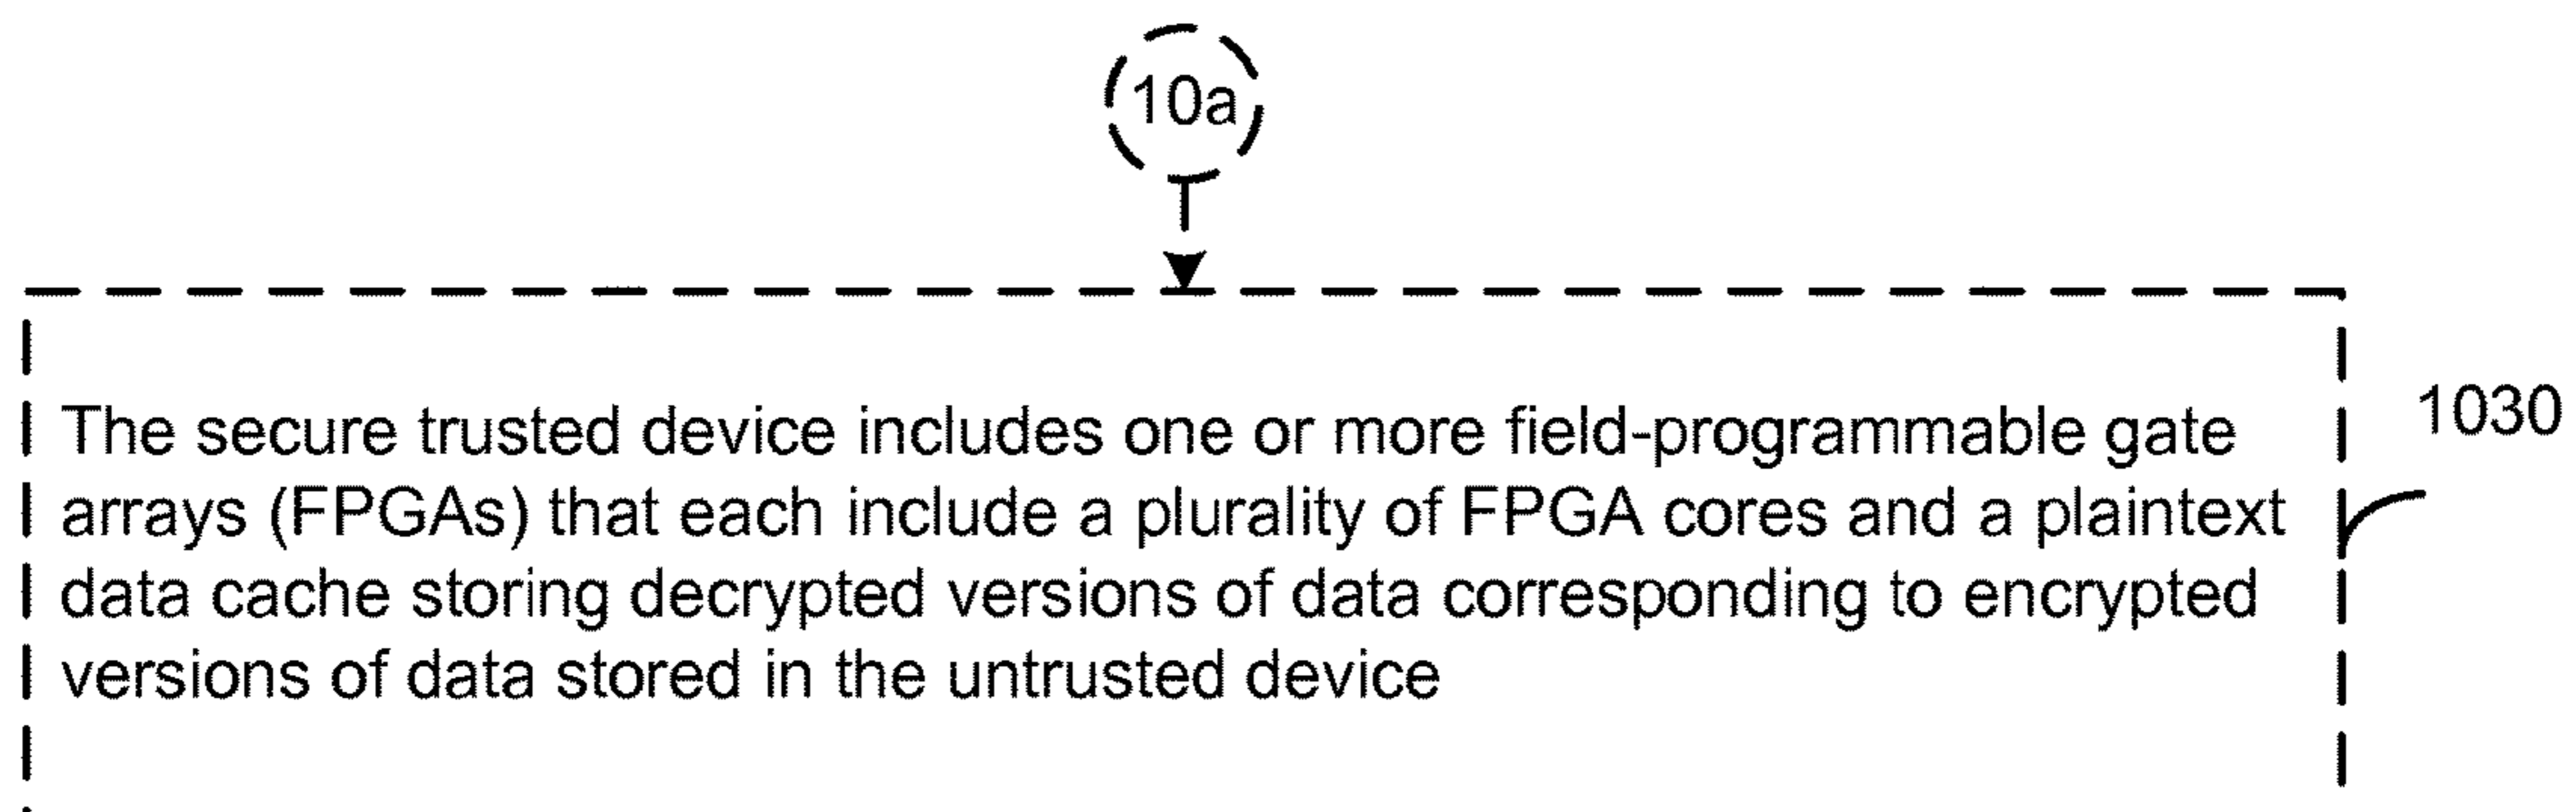 10a
The secure trusted device includes one or more field-programmable gate
arrays (FPGAs) that each include a plurality of FPGA cores and a plaintext
data cache storing decrypted versions of data corresponding to encrypted
versions of data stored in the untrusted device
1030